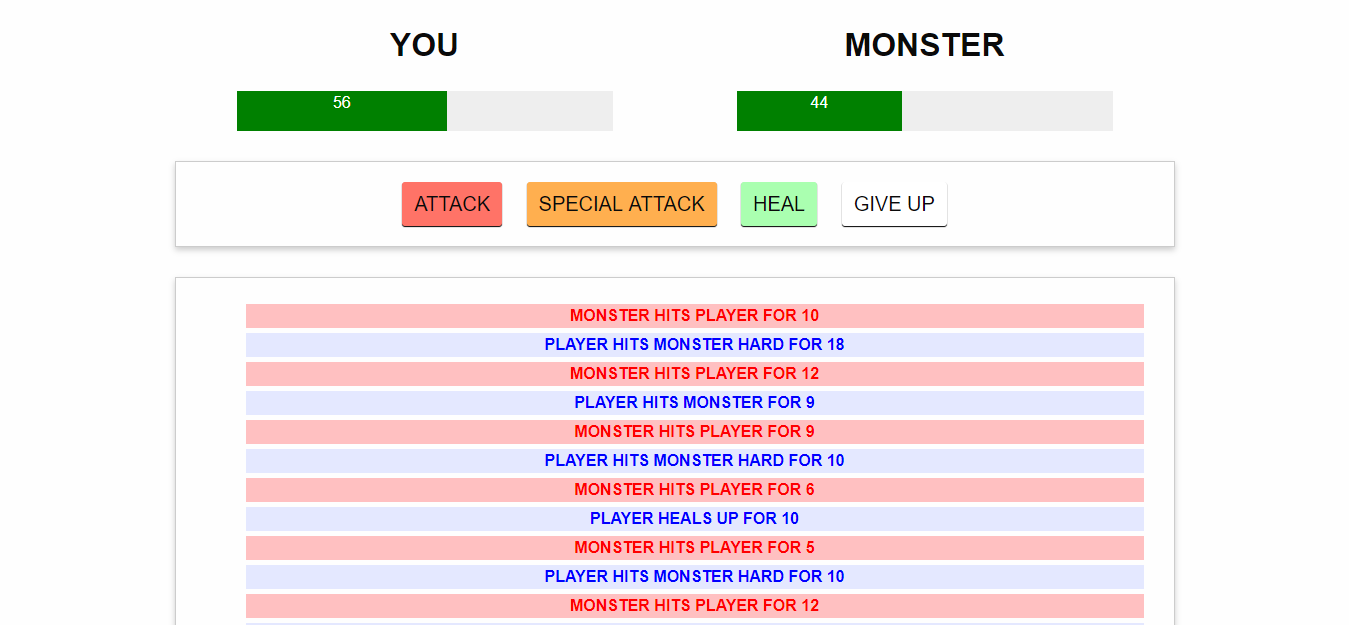 YOU MONSTER
56 44
ATTACK SPECIAL ATTACK HEAL GIVE UP
MONSTER HITS PLAYER FOR 10
PLAYER HITS MONSTER HARD FOR 18
MONSTER HITS PLAYER FOR 12
PLAYER HITS MONSTER FOR 9
MONSTER HITS PLAYER FOR 9
PLAYER HITS MONSTER HARD FOR 10
MONSTER HITS PLAYER FOR 6
PLAYER HEALS UP FOR 10
MONSTER HITS PLAYER FOR 5
PLAYER HITS MONSTER HARD FOR 10
MONSTER HITS PLAYER FOR 12